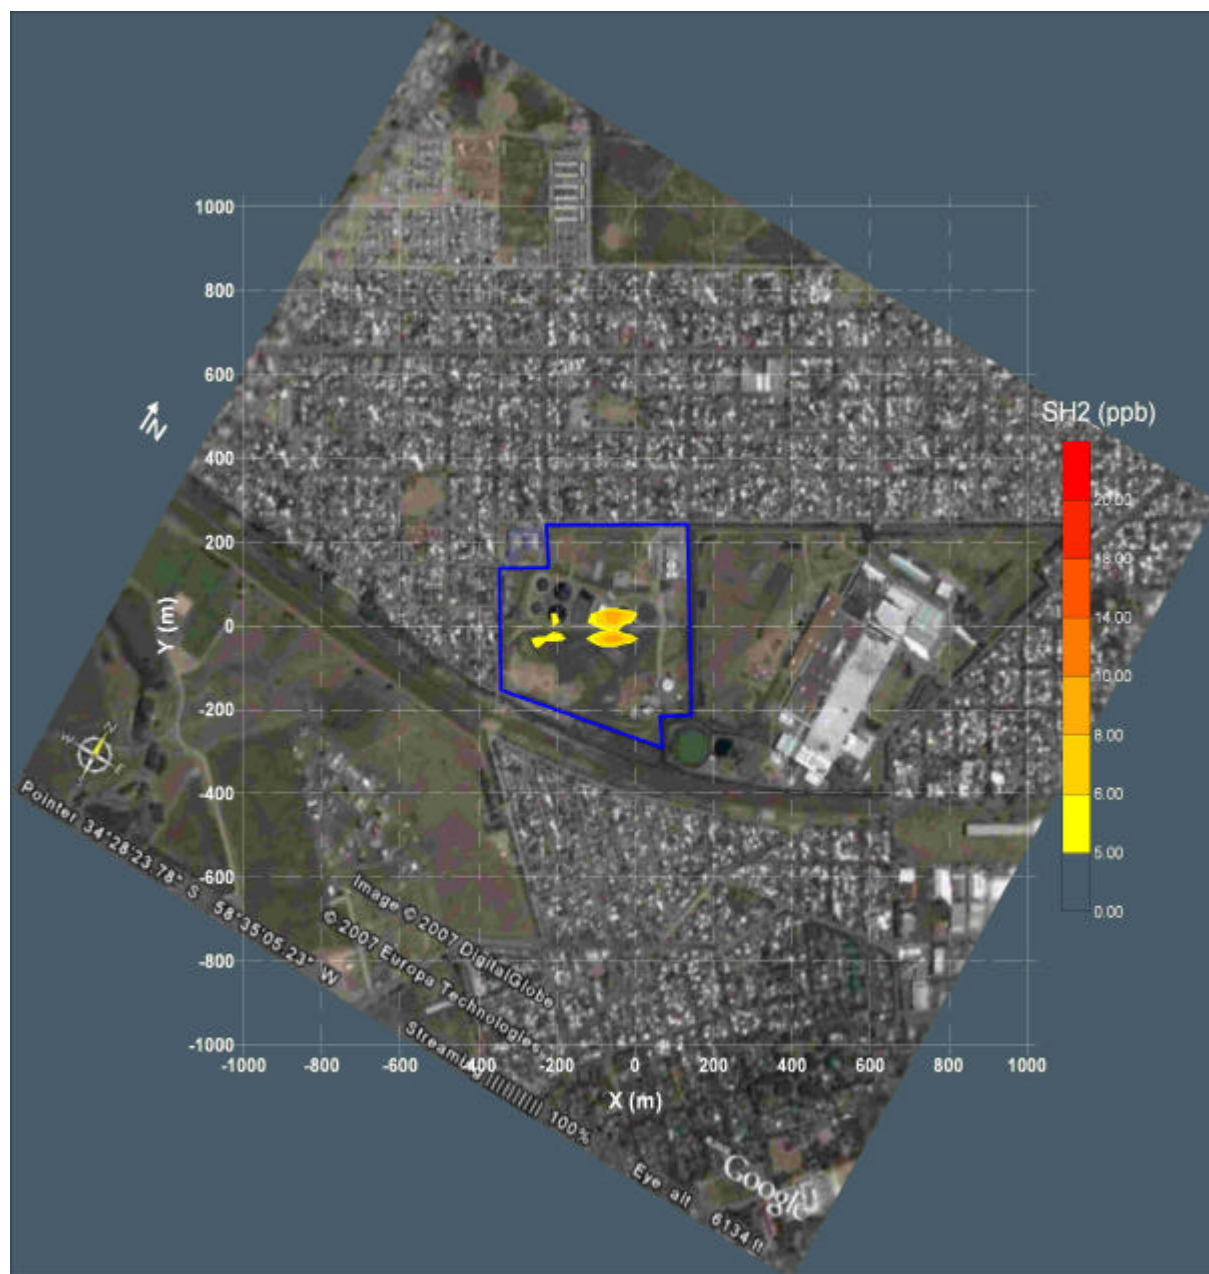 1000
800
600
400
200
0
-200
-400
-600
-800
-1000
Y (m)
N
SH2 (ppb)
20.00
18.00
14.00
10.00
8.00
6.00
5.00
0.00
N
W
E
Pointer 34°28'23.78" S 58°35'05.23" W
Image © 2007 DigitalGlobe
© 2007 Europa Technologies
Streaming |||||||||| 100%
Eye alt 6134 ft
Google
-1000 -800 -600 -400 -200 0 200 400 600 800 1000
X (m)